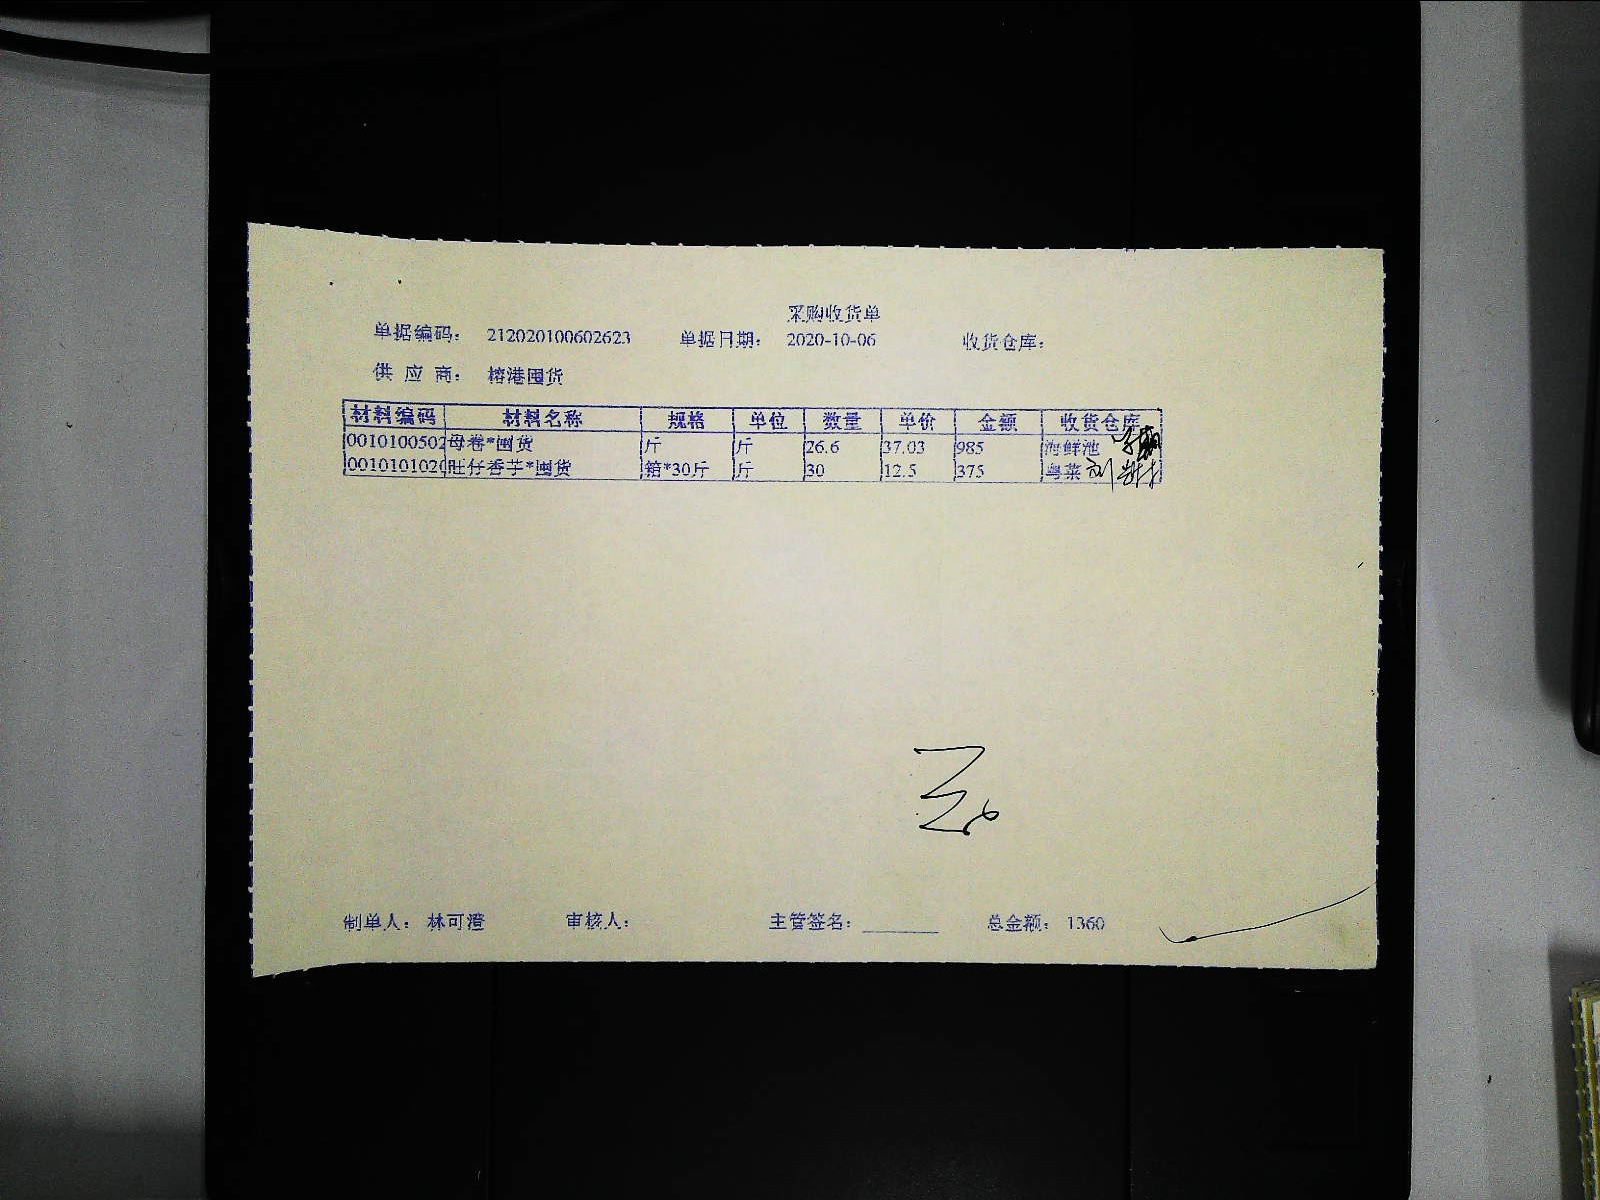 采购收货单
单据编码： 212020100602623 单据日期： 2020-10-06 收货仓库：
供 应 商： 榕港囤货
材料编码 材料名称 规格 单位 数量 单价 金额 收货仓库
0010100502 母卷*囤货 斤 斤 26.6 37.03 985 海鲜池
0010101020 旺仔香芋*囤货 箱*30斤 斤 30 12.5 375 粤菜
制单人： 林可澄 审核人： 主管签名： 总金额： 1360